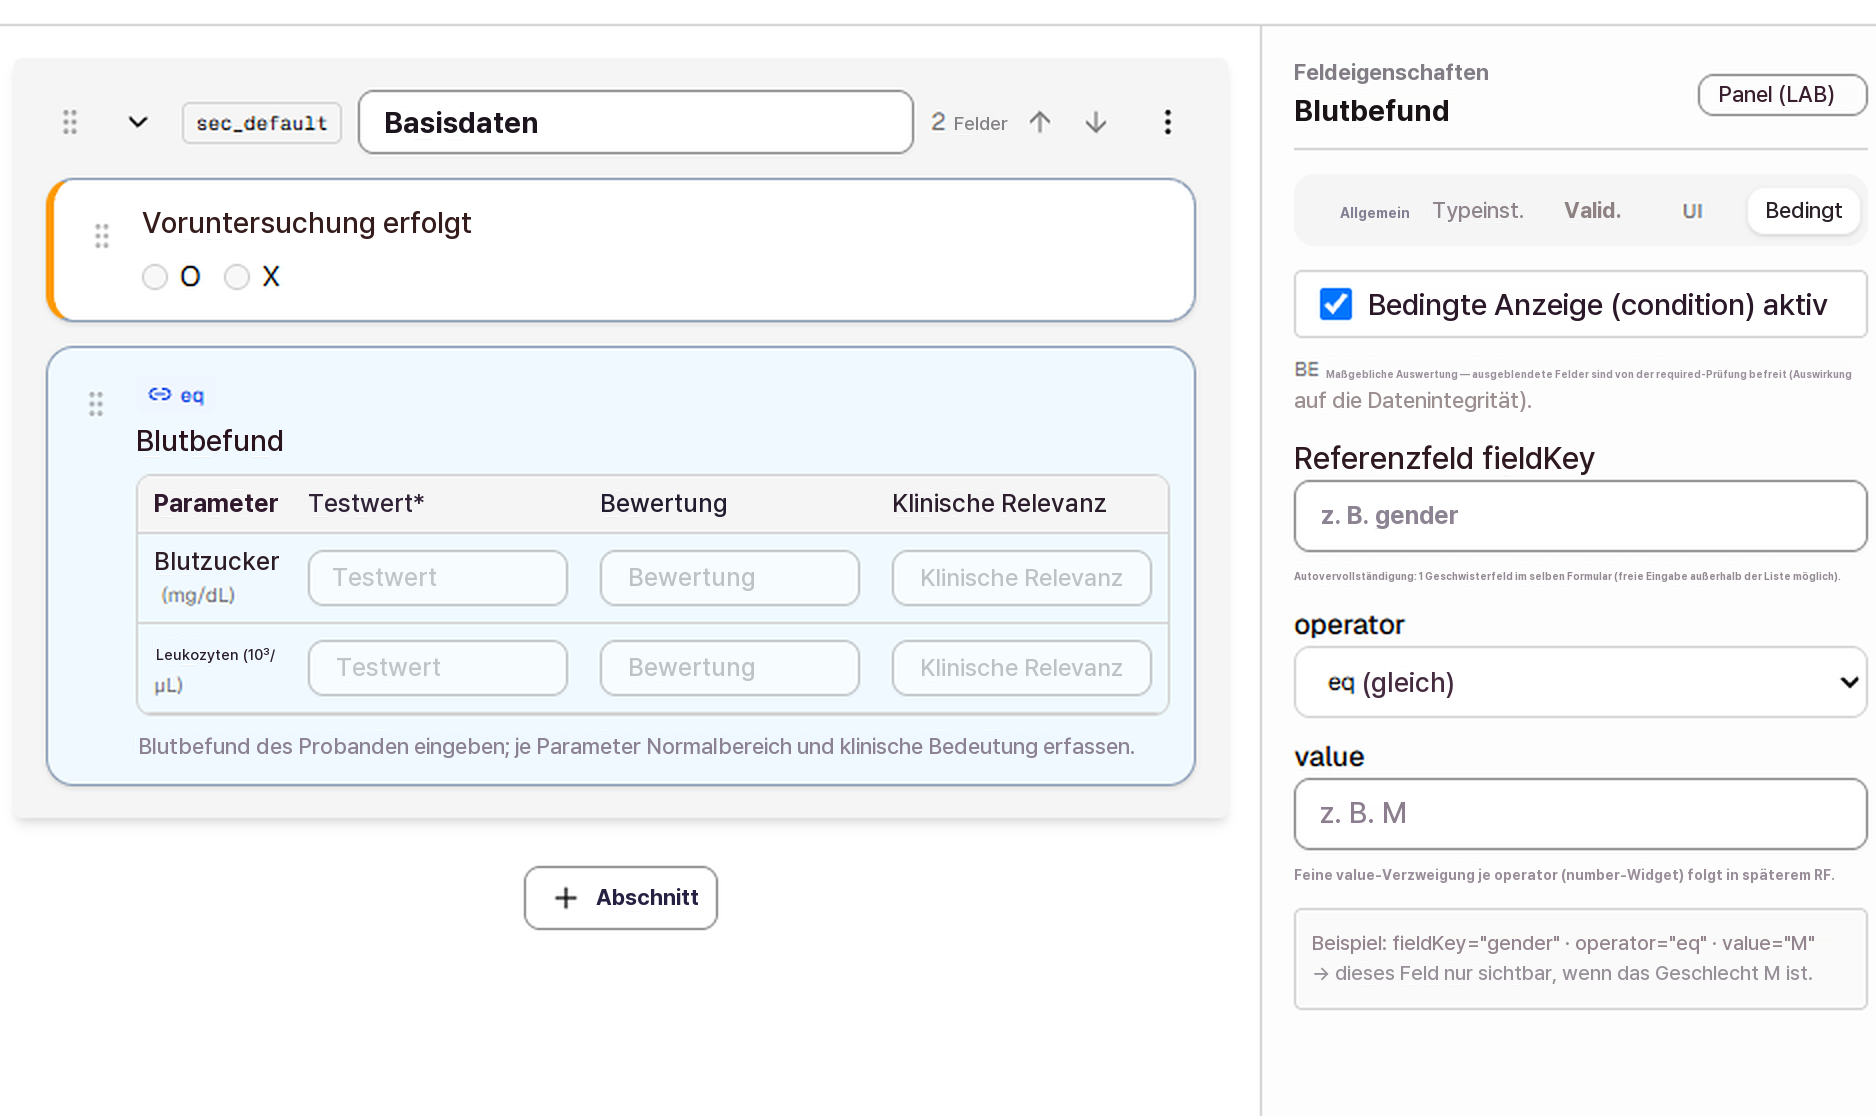 sec_default
Basisdaten
2 Felder
Voruntersuchung erfolgt
O X
eq
Blutbefund
Parameter Testwert* Bewertung Klinische Relevanz
Blutzucker
(mg/dL)
Testwert Bewertung Klinische Relevanz
Leukozyten (10³/
µL)
Testwert Bewertung Klinische Relevanz
Blutbefund des Probanden eingeben; je Parameter Normalbereich und klinische Bedeutung erfassen.
+ Abschnitt
Feldeigenschaften
Blutbefund
Panel (LAB)
Allgemein Typeinst. Valid. UI Bedingt
Bedingte Anzeige (condition) aktiv
BE Maßgebliche Auswertung — ausgeblendete Felder sind von der required-Prüfung befreit (Auswirkung
auf die Datenintegrität).
Referenzfeld fieldKey
z. B. gender
Autovervollständigung: 1 Geschwisterfeld im selben Formular (freie Eingabe außerhalb der Liste möglich).
operator
eq (gleich)
value
z. B. M
Feine value-Verzweigung je operator (number-Widget) folgt in späterem RF.
Beispiel: fieldKey="gender" · operator="eq" · value="M"
→ dieses Feld nur sichtbar, wenn das Geschlecht M ist.